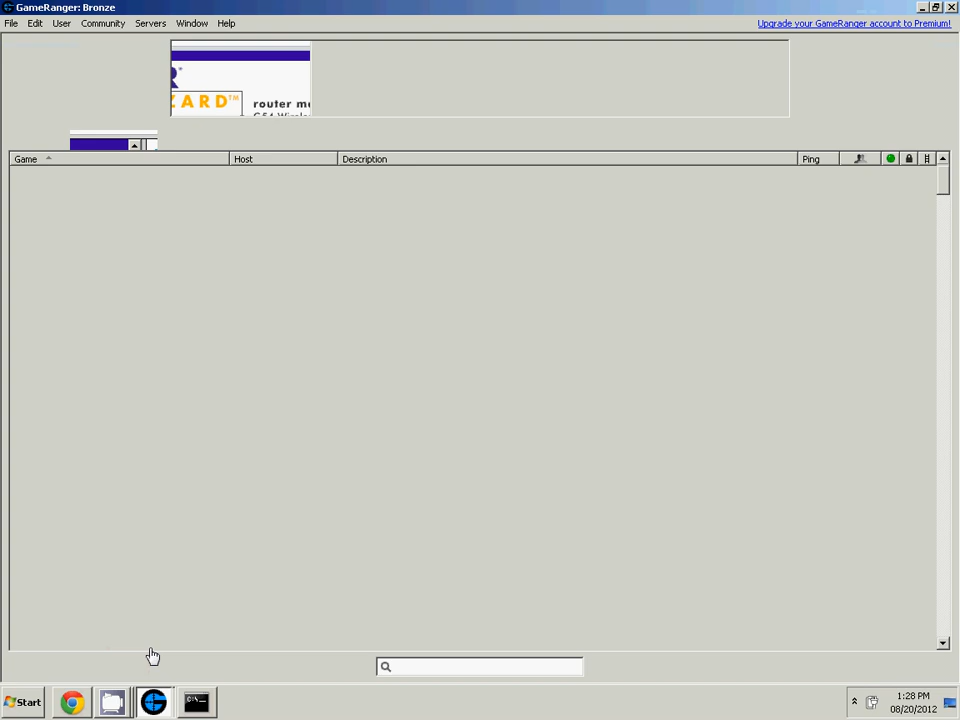 GameRanger: Bronze
File Edit User Community Servers Window Help
Upgrade your GameRanger account to Premium!
R®
ZARD™
router
Game Host Description Ping
Start
1:28 PM
08/20/2012